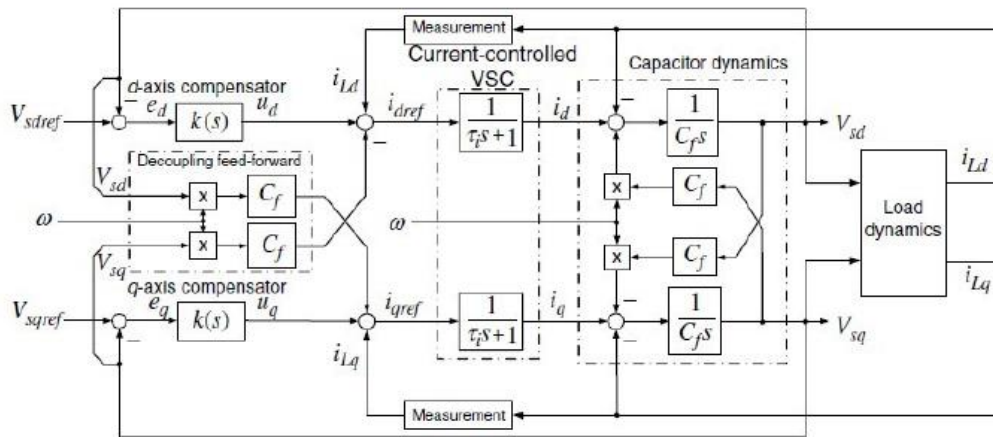 Measurement
Current-controlled
VSC
Capacitor dynamics
d-axis compensator
i_Ld
V_sdref
e_d
k(s)
u_d
i_dref
1
τ_i s+1
i_d
1
C_f s
V_sd
Decoupling feed-forward
V_sd
x
C_f
x
C_f
i_Ld
ω
ω
Load
dynamics
x
C_f
x
C_f
V_sq
i_Lq
q-axis compensator
V_sqref
e_q
k(s)
u_q
i_qref
1
τ_i s+1
i_q
1
C_f s
V_sq
i_Lq
Measurement